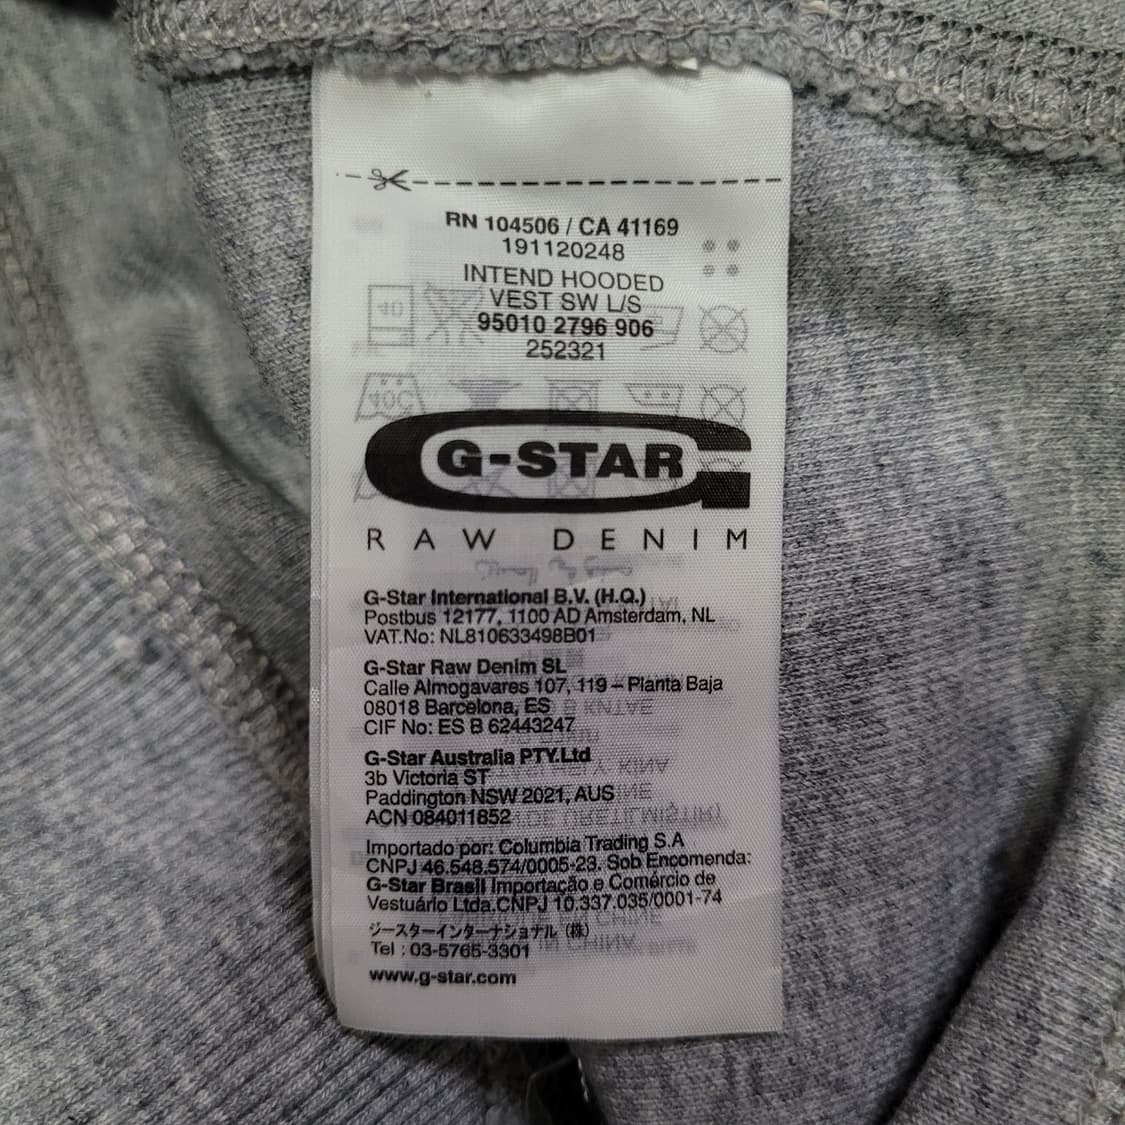 RN 104506 / CA 41169
191120248
INTEND HOODED
VEST SW L/S
95010 2796 906
252321
G-STAR
RAW DENIM
G-Star International B.V. (H.Q.)
Postbus 12177, 1100 AD Amsterdam, NL
VAT.No: NL810633498B01
G-Star Raw Denim SL
Calle Almogavares 107, 119 – Planta Baja
08018 Barcelona, ES
CIF No: ES B 62443247
G-Star Australia PTY.Ltd
3b Victoria ST
Paddington NSW 2021, AUS
ACN 084011852
Importado por: Columbia Trading S.A
CNPJ 46.548.574/0005-23. Sob Encomenda:
G-Star Brasil Importação e Comércio de
Vestuário Ltda.CNPJ 10.337.035/0001-74
ジースターインターナショナル（株）
Tel : 03-5765-3301
www.g-star.com